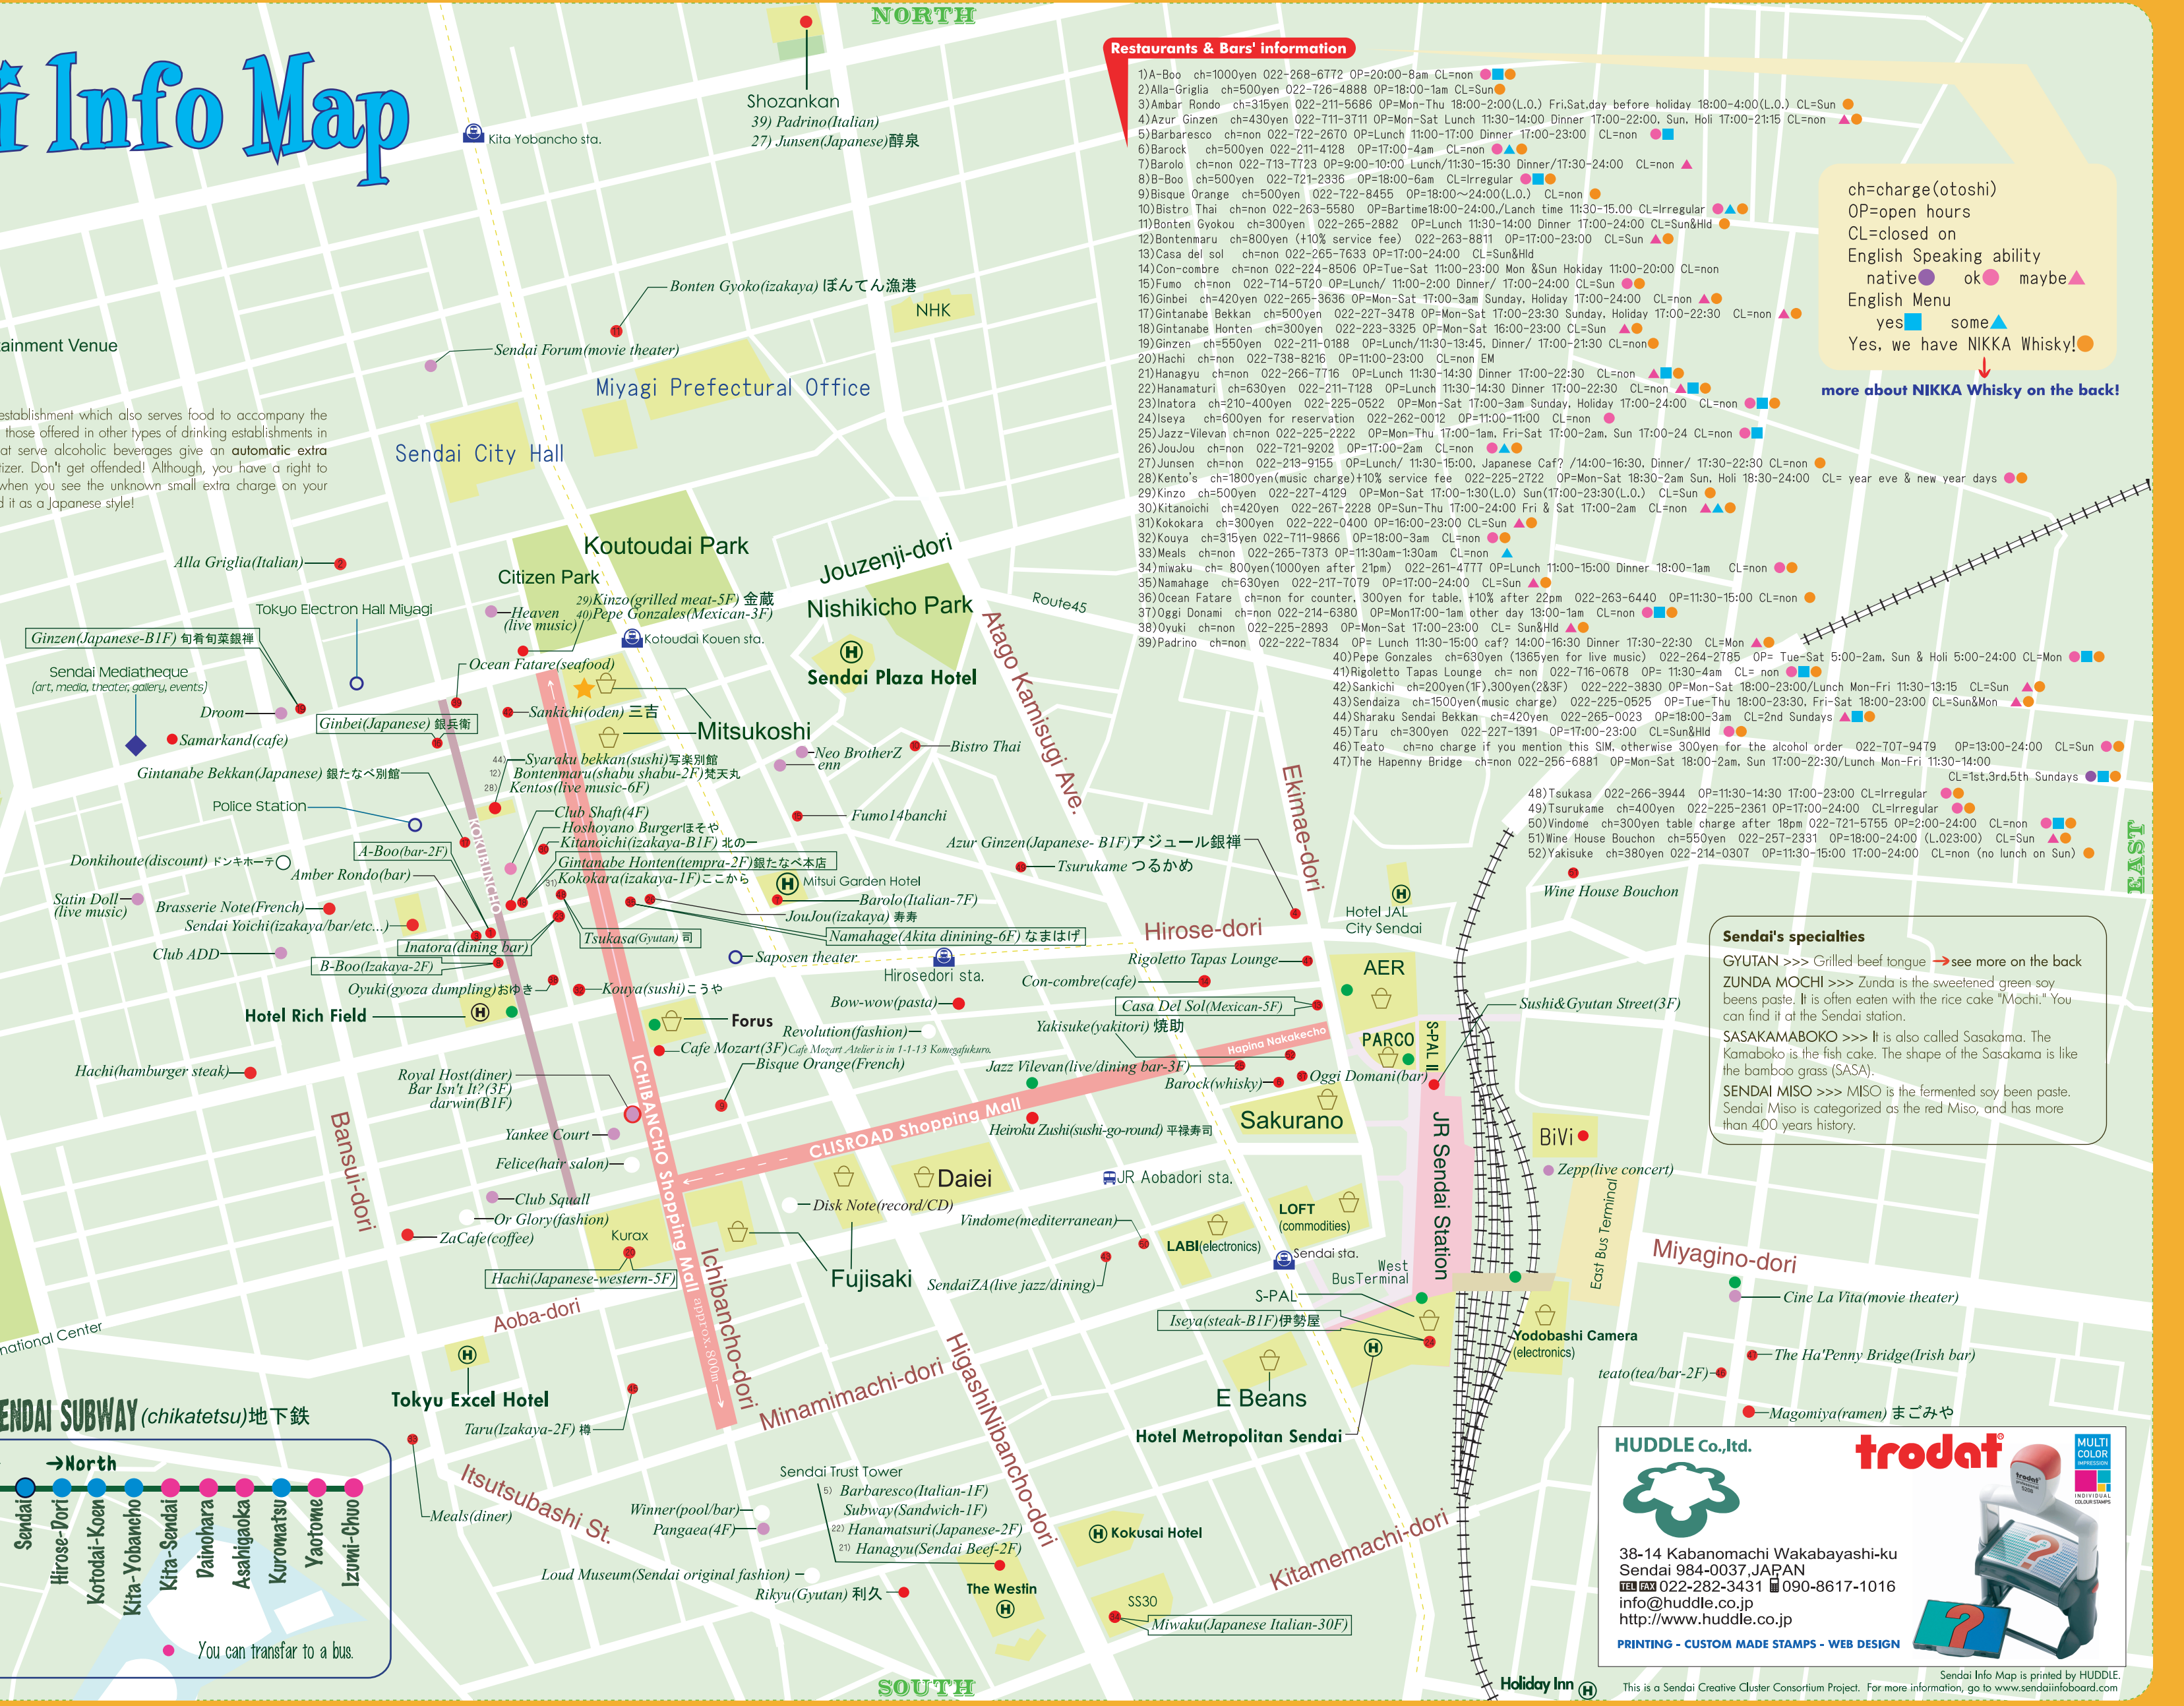 NORTH
i Info Map
Shozankan
39) Padrino(Italian)
27) Junsen(Japanese)醇泉
Kita Yobancho sta.
Restaurants & Bars' information
1)A-Boo ch=1000yen 022-268-6772 OP=20:00-8am CL=non
2)Alla-Griglia ch=500yen 022-726-4888 OP=18:00-1am CL=Sun
3)Ambar Rondo ch=315yen 022-211-5686 OP=Mon-Thu 18:00-2:00(L.O.) Fri,Sat,day before holiday 18:00-4:00(L.O.) CL=Sun
4)Azur Ginzen ch=430yen 022-711-3711 OP=Mon-Sat Lunch 11:30-14:00 Dinner 17:00-22:00, Sun, Holi 17:00-21:15 CL=non
5)Barbaresco ch=non 022-722-2670 OP=Lunch 11:00-17:00 Dinner 17:00-23:00 CL=non
6)Barock ch=500yen 022-211-4128 OP=17:00-4am CL=non
7)Barolo ch=non 022-713-7723 OP=9:00-10:00 Lunch/11:30-15:30 Dinner/17:30-24:00 CL=non
8)B-Boo ch=500yen 022-721-2336 OP=18:00-6am CL=Irregular
9)Bisque Orange ch=500yen 022-722-8455 OP=18:00〜24:00(L.O.) CL=non
10)Bistro Thai ch=non 022-263-5580 OP=Bartime18:00-24:00,/Lanch time 11:30-15.00 CL=Irregular
11)Bonten Gyokou ch=300yen 022-265-2882 OP=Lunch 11:30-14:00 Dinner 17:00-24:00 CL=Sun&Hld
12)Bontenmaru ch=800yen (+10% service fee) 022-263-8811 OP=17:00-23:00 CL=Sun
13)Casa del sol ch=non 022-265-7633 OP=17:00-24:00 CL=Sun&Hld
14)Con-combre ch=non 022-224-8506 OP=Tue-Sat 11:00-23:00 Mon &Sun Hokiday 11:00-20:00 CL=non
15)Fumo ch=non 022-714-5720 OP=Lunch/ 11:00-2:00 Dinner/ 17:00-24:00 CL=Sun
16)Ginbei ch=420yen 022-265-3636 OP=Mon-Sat 17:00-3am Sunday, Holiday 17:00-24:00 CL=non
17)Gintanabe Bekkan ch=500yen 022-227-3478 OP=Mon-Sat 17:00-23:30 Sunday, Holiday 17:00-22:30 CL=non
18)Gintanabe Honten ch=300yen 022-223-3325 OP=Mon-Sat 16:00-23:00 CL=Sun
19)Ginzen ch=550yen 022-211-0188 OP=Lunch/11:30-13:45, Dinner/ 17:00-21:30 CL=non
20)Hachi ch=non 022-738-8216 OP=11:00-23:00 CL=non EM
21)Hanagyu ch=non 022-266-7716 OP=Lunch 11:30-14:30 Dinner 17:00-22:30 CL=non
22)Hanamaturi ch=630yen 022-211-7128 OP=Lunch 11:30-14:30 Dinner 17:00-22:30 CL=non
23)Inatora ch=210-400yen 022-225-0522 OP=Mon-Sat 17:00-3am Sunday, Holiday 17:00-24:00 CL=non
24)Iseya ch=600yen for reservation 022-262-0012 OP=11:00-11:00 CL=non
25)Jazz-Vilevan ch=non 022-225-2222 OP=Mon-Thu 17:00-1am, Fri-Sat 17:00-2am, Sun 17:00-24 CL=non
26)JouJou ch=non 022-721-9202 OP=17:00-2am CL=non
27)Junsen ch=non 022-213-9155 OP=Lunch/ 11:30-15:00, Japanese Caf? /14:00-16:30, Dinner/ 17:30-22:30 CL=non
28)Kento's ch=1800yen(music charge)+10% service fee 022-225-2722 OP=Mon-Sat 18:30-2am Sun, Holi 18:30-24:00 CL= year eve & new year days
29)Kinzo ch=500yen 022-227-4129 OP=Mon-Sat 17:00-1:30(L.O) Sun(17:00-23:30(L.O.) CL=Sun
30)Kitanoichi ch=420yen 022-267-2228 OP=Sun-Thu 17:00-24:00 Fri & Sat 17:00-2am CL=non
31)Kokokara ch=300yen 022-222-0400 OP=16:00-23:00 CL=Sun
32)Kouya ch=315yen 022-711-9866 OP=18:00-3am CL=non
33)Meals ch=non 022-265-7373 OP=11:30am-1:30am CL=non
34)miwaku ch= 800yen(1000yen after 21pm) 022-261-4777 OP=Lunch 11:00-15:00 Dinner 18:00-1am CL=non
35)Namahage ch=630yen 022-217-7079 OP=17:00-24:00 CL=Sun
36)Ocean Fatare ch=non for counter, 300yen for table, +10% after 22pm 022-263-6440 OP=11:30-15:00 CL=non
37)Oggi Donami ch=non 022-214-6380 OP=Mon17:00-1am other day 13:00-1am CL=non
38)Oyuki ch=non 022-225-2893 OP=Mon-Sat 17:00-23:00 CL= Sun&Hld
39)Padrino ch=non 022-222-7834 OP= Lunch 11:30-15:00 caf? 14:00-16:30 Dinner 17:30-22:30 CL=Mon
40)Pepe Gonzales ch=630yen (1365yen for live music) 022-264-2785 OP= Tue-Sat 5:00-2am, Sun & Holi 5:00-24:00 CL=Mon
41)Rigoletto Tapas Lounge ch= non 022-716-0678 OP= 11:30-4am CL= non
42)Sankichi ch=200yen(1F),300yen(2&3F) 022-222-3830 OP=Mon-Sat 18:00-23:00/Lunch Mon-Fri 11:30-13:15 CL=Sun
43)Sendaiza ch=1500yen(music charge) 022-225-0525 OP=Tue-Thu 18:00-23:30, Fri-Sat 18:00-23:00 CL=Sun&Mon
44)Sharaku Sendai Bekkan ch=420yen 022-265-0023 OP=18:00-3am CL=2nd Sundays
45)Taru ch=300yen 022-227-1391 OP=17:00-23:00 CL=Sun&Hld
46)Teato ch=no charge if you mention this SIM, otherwise 300yen for the alcohol order 022-707-9479 OP=13:00-24:00 CL=Sun
47)The Hapenny Bridge ch=non 022-256-6881 OP=Mon-Sat 18:00-2am, Sun 17:00-22:30/Lunch Mon-Fri 11:30-14:00
CL=1st,3rd,5th Sundays
48)Tsukasa 022-266-3944 OP=11:30-14:30 17:00-23:00 CL=Irregular
49)Tsurukame ch=400yen 022-225-2361 OP=17:00-24:00 CL=Irregular
50)Vindome ch=300yen table charge after 18pm 022-721-5755 OP=2:00-24:00 CL=non
51)Wine House Bouchon ch=550yen 022-257-2331 OP=18:00-24:00 (L.O23:00) CL=Sun
52)Yakisuke ch=380yen 022-214-0307 OP=11:30-15:00 17:00-24:00 CL=non (no lunch on Sun)
ch=charge(otoshi)
OP=open hours
CL=closed on
English Speaking ability
native ok maybe
English Menu
yes some
Yes, we have NIKKA Whisky!
more about NIKKA Whisky on the back!
EAST
ainment Venue
establishment which also serves food to accompany the
those offered in other types of drinking establishments in
at serve alcoholic beverages give an automatic extra
tizer. Don't get offended! Although, you have a right to
when you see the unknown small extra charge on your
d it as a Japanese style!
Bonten Gyoko(izakaya) ぼんてん漁港
11
NHK
Sendai Forum(movie theater)
Miyagi Prefectural Office
Sendai City Hall
Koutoudai Park
Citizen Park
Jouzenji-dori
Nishikicho Park
Route45
Alla Griglia(Italian)
2
Tokyo Electron Hall Miyagi
Heaven
(live music)
29)Kinzo(grilled meat-5F) 金蔵
40)Pepe Gonzales(Mexican-3F)
Kotoudai Kouen sta.
Ginzen(Japanese-B1F) 旬肴旬菜銀禅
Sendai Mediatheque
(art, media, theater, gallery, events)
Ocean Fatare(seafood)
H
Sendai Plaza Hotel
Atago Kamisugi Ave.
Droom
Samarkand(cafe)
Ginbei(Japanese) 銀兵衛
Sankichi(oden) 三吉
Mitsukoshi
Neo BrotherZ
enn
Bistro Thai
Gintanabe Bekkan(Japanese) 銀たなべ別館
44) Syaraku bekkan(sushi)写楽別館
12) Bontenmaru(shabu shabu-2F)梵天丸
28) Kentos(live music-6F)
Police Station
Club Shaft(4F)
Hoshoyano Burgerほそや
Kitanoichi(izakaya-B1F) 北の一
Gintanabe Honten(tempra-2F)銀たなべ本店
31) Kokokara(izakaya-1F)ここから
Fumo14banchi
KOKUBUNCHO
A-Boo(bar-2F)
Donkihoute(discount) ドンキホーテ
Amber Rondo(bar)
Satin Doll
(live music)
Brasserie Note(French)
Sendai Yoichi(izakaya/bar/etc...)
Club ADD
Inatora(dining bar)
B-Boo(Izakaya-2F)
Tsukasa(Gyutan) 司
H Mitsui Garden Hotel
Barolo(Italian-7F)
JouJou(izakaya) 寿寿
Namahage(Akita dinining-6F) なまはげ
Azur Ginzen(Japanese- B1F)アジュール銀禅
Tsurukame つるかめ
Ekimae-dori
Hotel JAL
City Sendai
Wine House Bouchon
Hirose-dori
Saposen theater
Hirosedori sta.
Rigoletto Tapas Lounge
Con-combre(cafe)
AER
Oyuki(gyoza dumpling)おゆき
Kouya(sushi)こうや
Hotel Rich Field
Forus
Bow-wow(pasta)
Revolution(fashion)
Casa Del Sol(Mexican-5F)
Yakisuke(yakitori) 焼助
Hapina Nakakecho
PARCO
S-PAL II
Sushi&Gyutan Street(3F)
Cafe Mozart(3F)Cafe Mozart Atelier is in 1-1-13 Komegafukuro.
Bisque Orange(French)
Jazz Vilevan(live/dining bar-3F)
Barock(whisky)
Oggi Domani(bar)
Sendai's specialties
GYUTAN >>> Grilled beef tongue see more on the back
ZUNDA MOCHI >>> Zunda is the sweetened green soy
beens paste. It is often eaten with the rice cake "Mochi." You
can find it at the Sendai station.
SASAKAMABOKO >>> It is also called Sasakama. The
Kamaboko is the fish cake. The shape of the Sasakama is like
the bamboo grass (SASA).
SENDAI MISO >>> MISO is the fermented soy been paste.
Sendai Miso is categorized as the red Miso, and has more
than 400 years history.
Hachi(hamburger steak)
Royal Host(diner)
Bar Isn't It?(3F)
darwin(B1F)
Bansui-dori
Yankee Court
Felice(hair salon)
ICHIBANCHO Shopping Mall aprox.800m
CLISROAD Shopping Mall
Heiroku Zushi(sushi-go-round) 平禄寿司
Sakurano
JR Sendai Station
BiVi
Zepp(live concert)
Daiei
JR Aobadori sta.
Club Squall
Or Glory(fashion)
ZaCafe(coffee)
Kurax
Disk Note(record/CD)
Vindome(mediterranean)
LABI(electronics)
LOFT
(commodities)
Sendai sta.
East Bus Terminal
Miyagino-dori
Hachi(Japanese-western-5F)
Ichibancho-dori
Fujisaki
SendaiZA(live jazz/dining)
West
BusTerminal
S-PAL
Iseya(steak-B1F)伊勢屋
Cine La Vita(movie theater)
Yodobashi Camera
(electronics)
national Center
Aoba-dori
Tokyu Excel Hotel
Minamimachi-dori
HigashiNibancho-dori
E Beans
Hotel Metropolitan Sendai
The Ha'Penny Bridge(Irish bar)
teato(tea/bar-2F)
Magomiya(ramen) まごみや
ENDAI SUBWAY (chikatetsu)地下鉄
→North
Sendai
Hirose-Dori
Kotodai-Koen
Kita-Yobancho
Kita-Sendai
Dainohara
Asahigaoka
Kuromatsu
Yaotome
Izumi-Chuo
You can transfar to a bus.
Taru(Izakaya-2F) 樽
Itsutsubashi St.
Meals(diner)
Sendai Trust Tower
5) Barbaresco(Italian-1F)
Subway(Sandwich-1F)
22) Hanamatsuri(Japanese-2F)
21) Hanagyu(Sendai Beef-2F)
Winner(pool/bar)
Pangaea(4F)
Loud Museum(Sendai original fashion)
Rikyu(Gyutan) 利久
The Westin
H
H Kokusai Hotel
Kitamemachi-dori
SS30
Miwaku(Japanese Italian-30F)
Holiday Inn H
SOUTH
HUDDLE Co.,ltd.
trodat
MULTI
COLOR
IMPRESSION
INDIVIDUAL
COLOUR STAMPS
38-14 Kabanomachi Wakabayashi-ku
Sendai 984-0037,JAPAN
TEL FAX 022-282-3431 090-8617-1016
info@huddle.co.jp
http://www.huddle.co.jp
PRINTING - CUSTOM MADE STAMPS - WEB DESIGN
Sendai Info Map is printed by HUDDLE.
This is a Sendai Creative Cluster Consortium Project. For more information, go to www.sendaiinfoboard.com